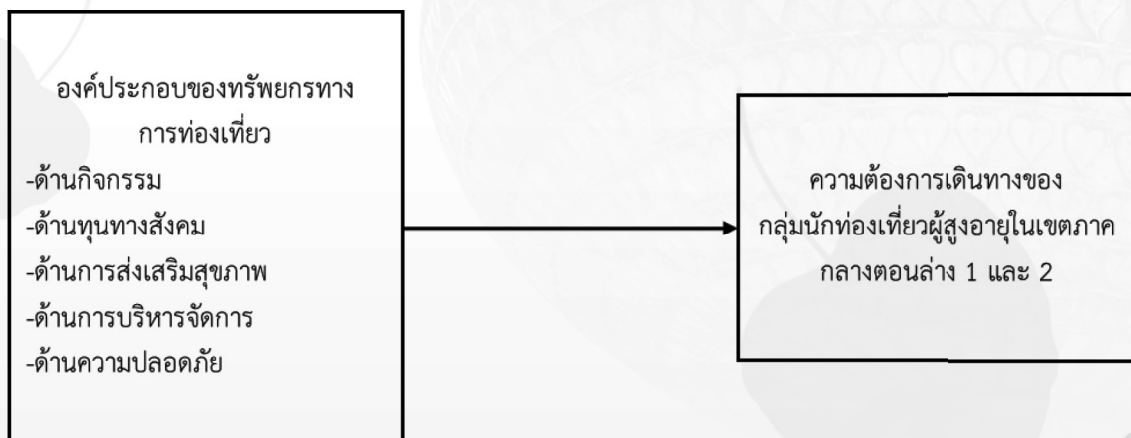 องค์ประกอบของทรัพยากรทาง
การท่องเที่ยว
-ด้านกิจกรรม
-ด้านทุนทางสังคม
-ด้านการส่งเสริมสุขภาพ
-ด้านการบริหารจัดการ
-ด้านความปลอดภัย
ความต้องการเดินทางของ
กลุ่มนักท่องเที่ยวผู้สูงอายุในเขตภาค
กลางตอนล่าง 1 และ 2